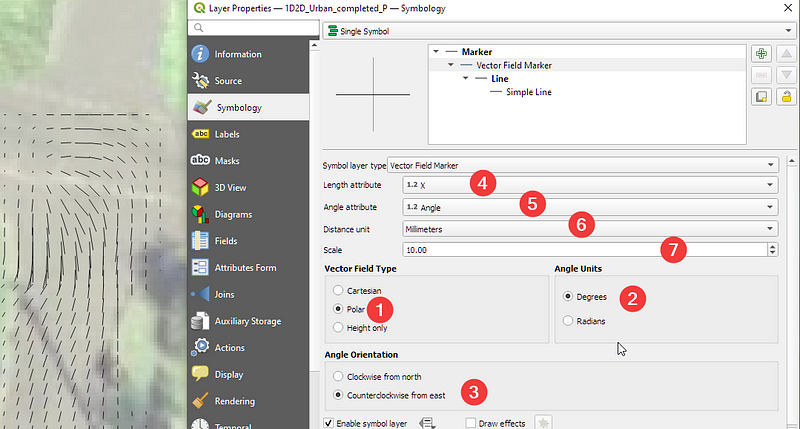 Layer Properties — 1D2D_Urban_completed_P — Symbology
Information
Source
Symbology
abc Labels
abc Masks
3D View
Diagrams
Fields
Attributes Form
Joins
Auxiliary Storage
Actions
Display
Rendering
Temporal
Single Symbol
Marker
Vector Field Marker
Line
Simple Line
Symbol layer type Vector Field Marker
Length attribute 1.2 X 4
Angle attribute 1.2 Angle 5
Distance unit Milimeters 6
Scale 10.00 7
Vector Field Type
Cartesian
Polar 1
Height only
Angle Units
Degrees 2
Radians
Angle Orientation
Clockwise from north
Counterclockwise from east 3
Enable symbol layer Draw effects